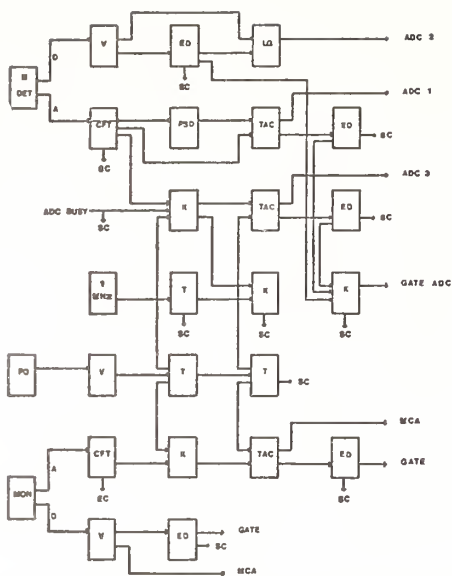 D
V
ED
LG
ADC 2
SC
DET
A
CFT
PSD
TAC
ADC 1
ED
SC
SC
ADC BUSY
SC
K
TAC
ADC 3
ED
SC
1
MHz
T
K
K
GATE ADC
SC
SC
SC
PO
V
T
T
SC
MCA
A
CFT
K
TAC
ED
GATE
MON
SC
SC
D
V
ED
GATE
SC
MCA